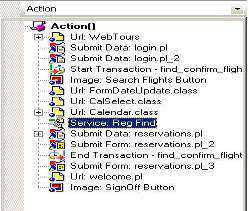 Action
Action()
Url: WebTours
Submit Data: login.pl
Submit Data: login.pl_2
Start Transaction - find_confirm_flight
Image: Search Flights Button
Url: FormDateUpdate.class
Url: CalSelect.class
Url: Calendar.class
Service: Reg Find
Submit Data: reservations.pl
Submit Form: reservations.pl_2
End Transaction - find_confirm_flight
Submit Form: reservations.pl_3
Url: welcome.pl
Image: SignOff Button